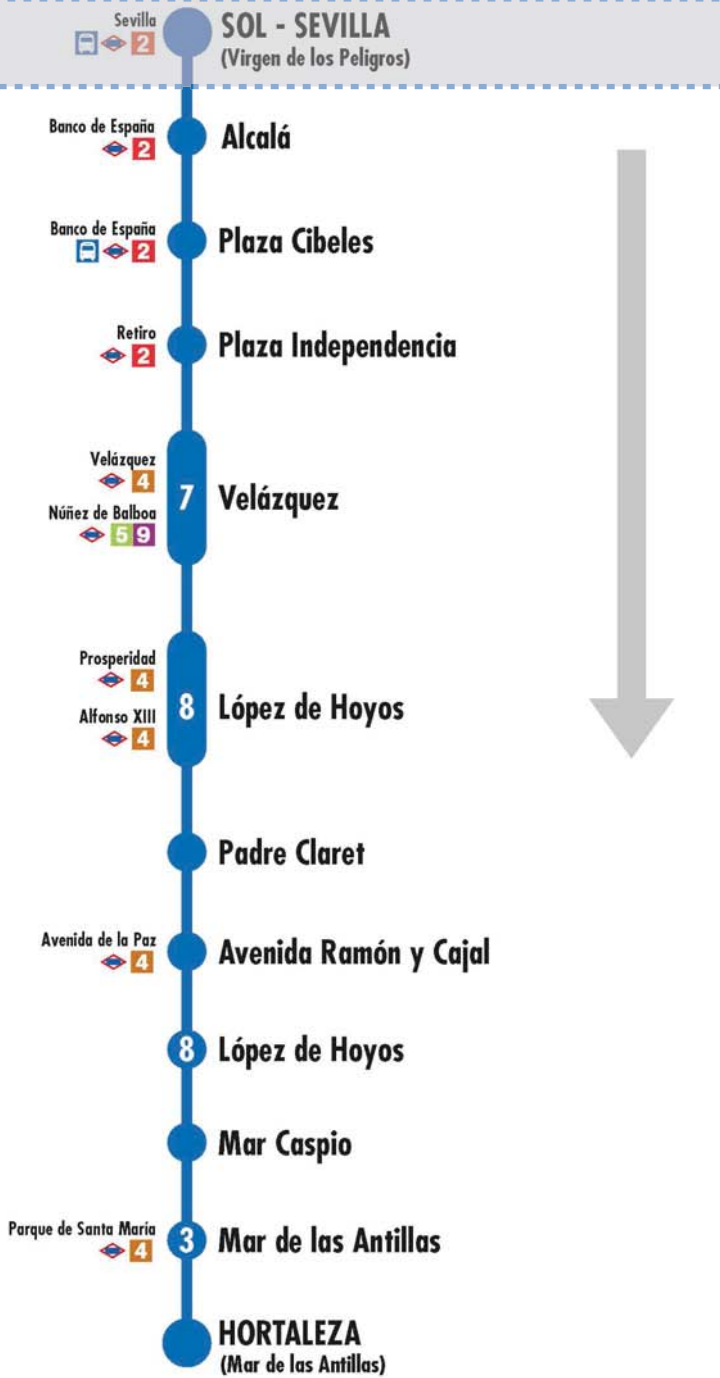 Sevilla
2
SOL - SEVILLA
(Virgen de los Peligros)
Banco de España
2
Alcalá
Banco de España
2
Plaza Cibeles
Retiro
2
Plaza Independencia
Velázquez
4
Núñez de Balboa
5 9
7
Velázquez
Prosperidad
4
Alfonso XIII
4
8
López de Hoyos
Padre Claret
Avenida de la Paz
4
Avenida Ramón y Cajal
8
López de Hoyos
Mar Caspio
Parque de Santa María
4
3
Mar de las Antillas
HORTALEZA
(Mar de las Antillas)